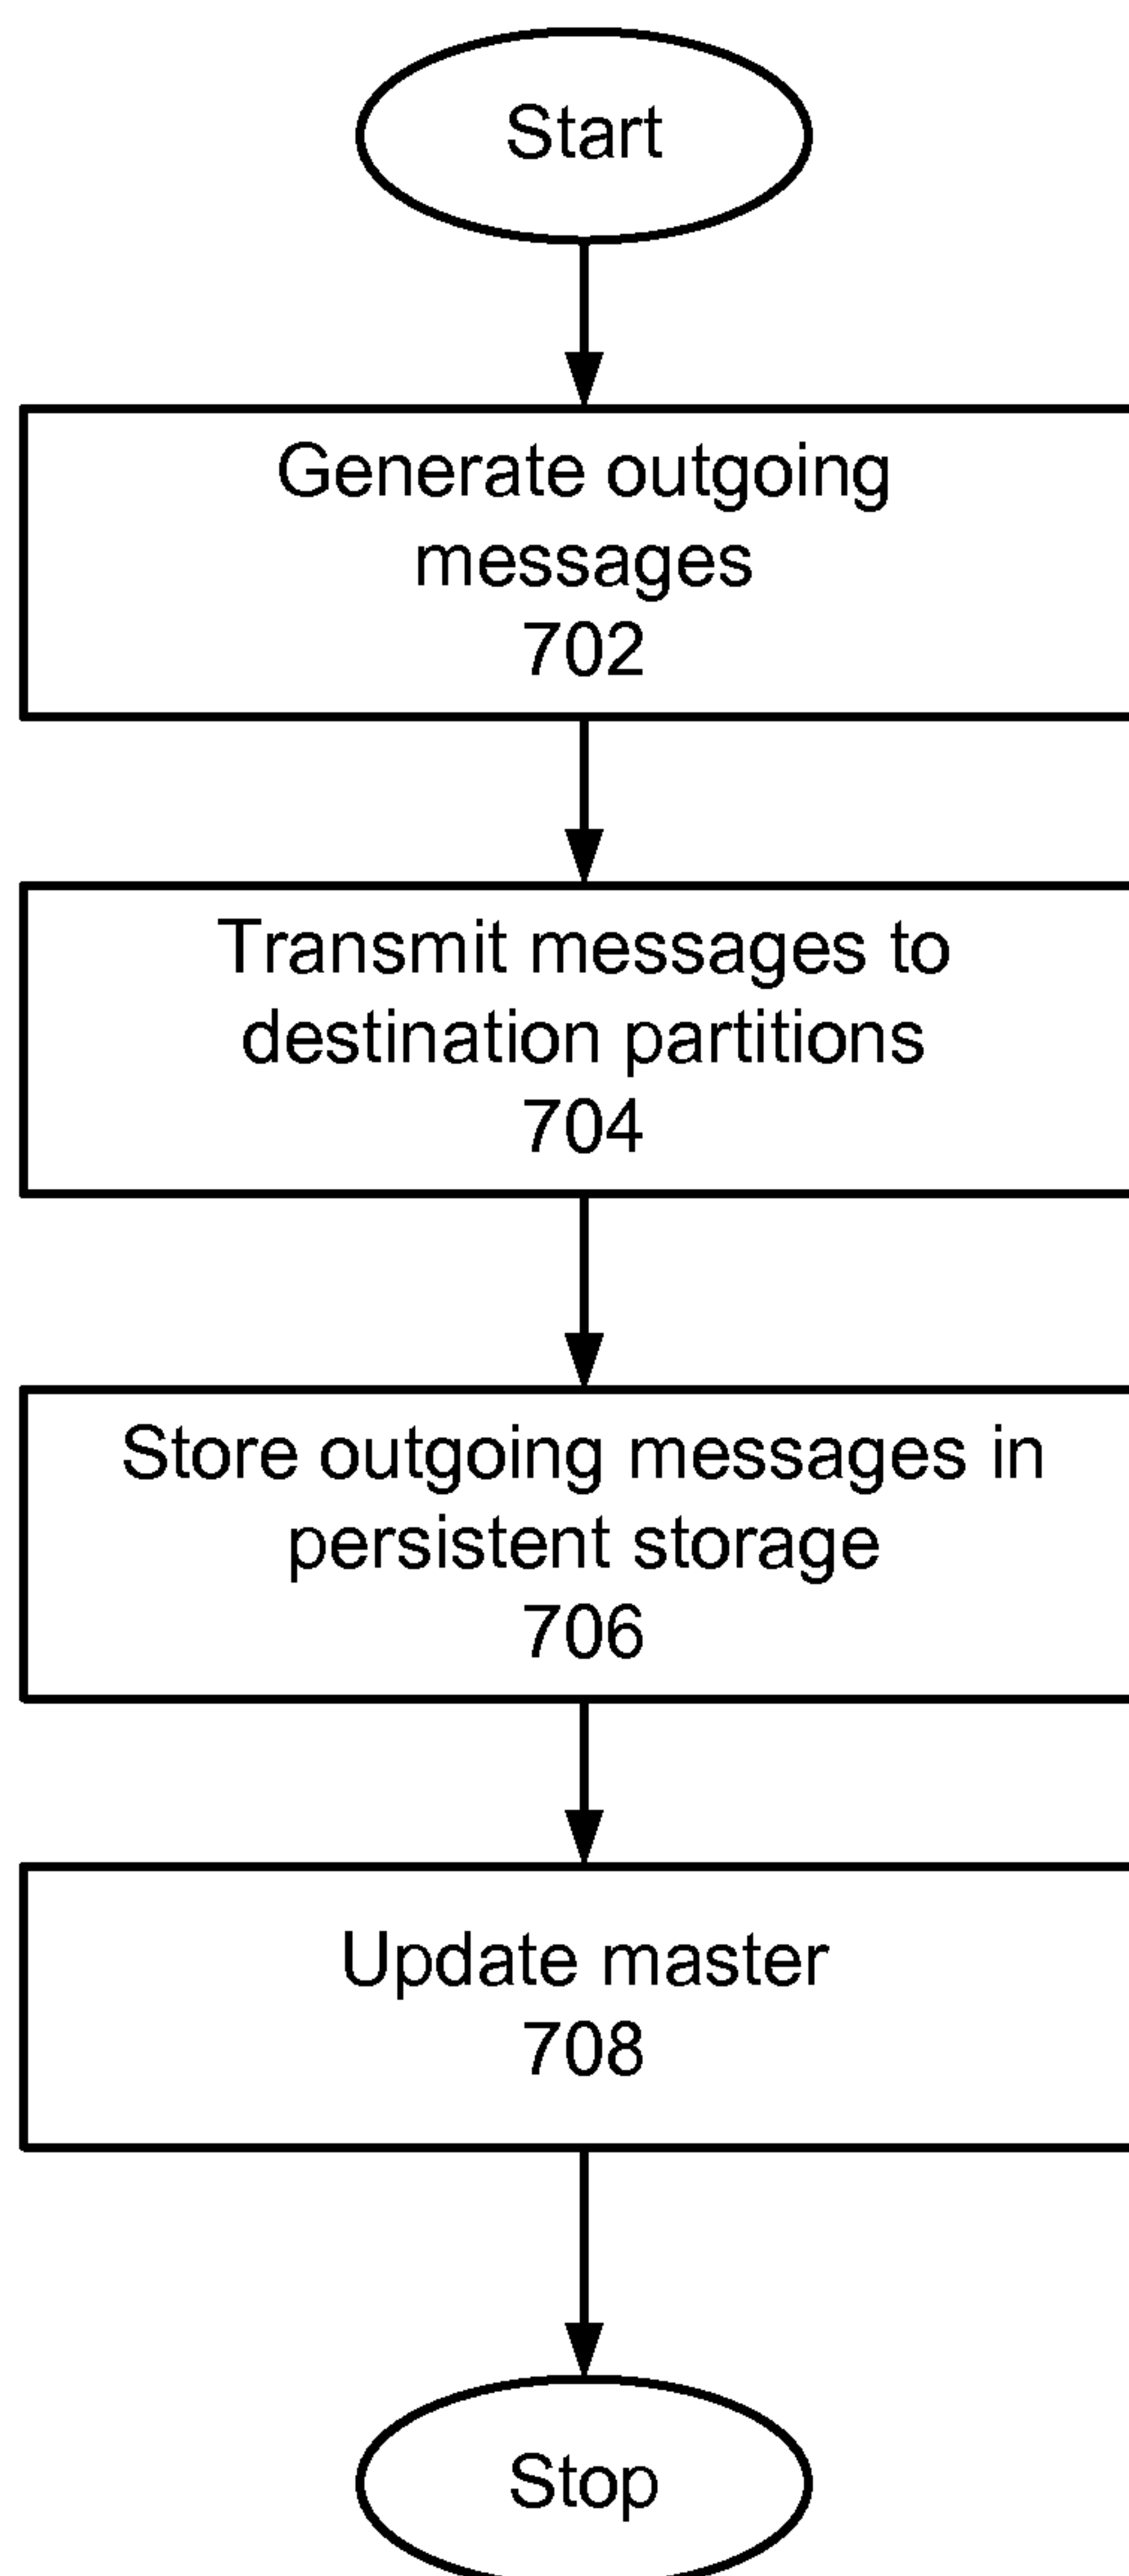 Start
Generate outgoing
messages
702
Transmit messages to
destination partitions
704
Store outgoing messages in
persistent storage
706
Update master
708
Stop